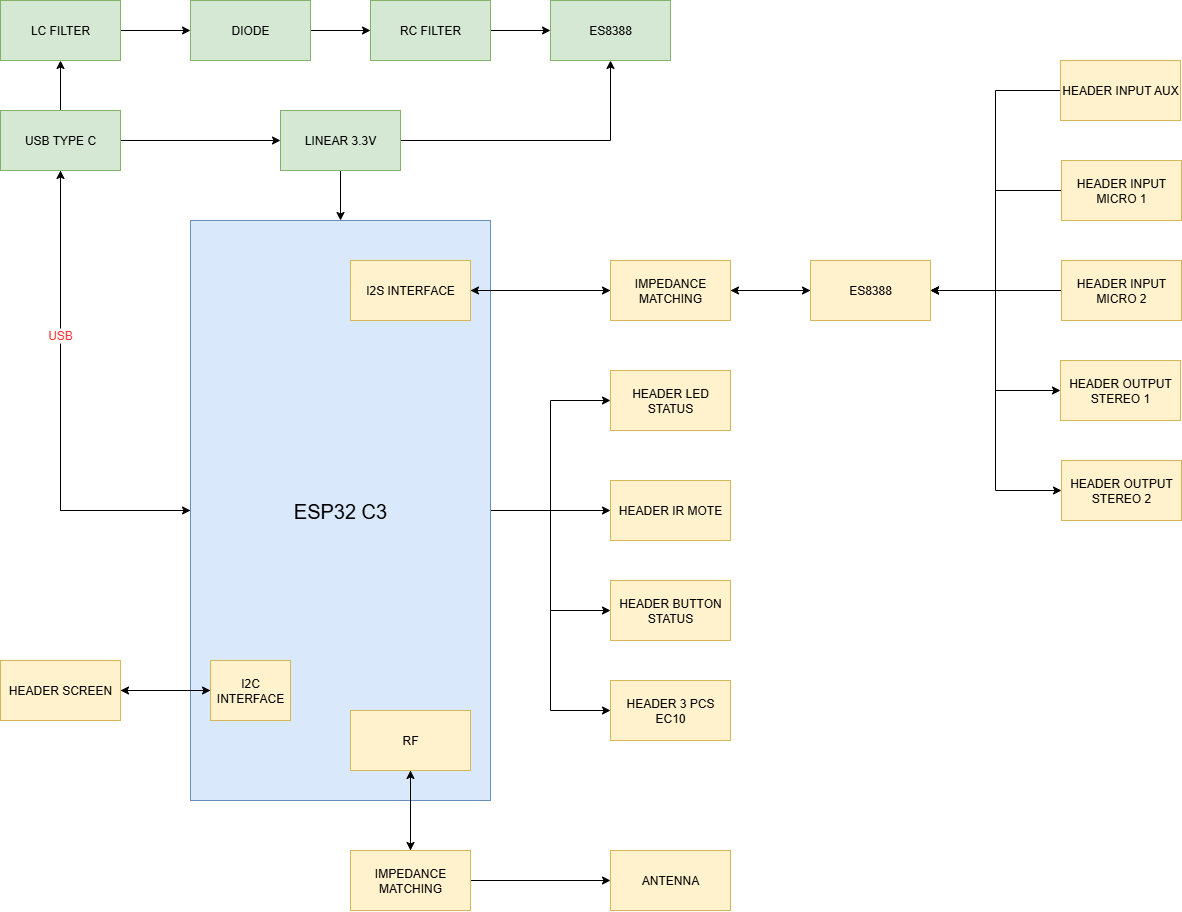 LC FILTER
DIODE
RC FILTER
ES8388
USB TYPE C
LINEAR 3.3V
HEADER INPUT AUX
HEADER INPUT
MICRO 1
I2S INTERFACE
IMPEDANCE
MATCHING
ES8388
HEADER INPUT
MICRO 2
USB
HEADER LED
STATUS
HEADER OUTPUT
STEREO 1
ESP32 C3
HEADER IR MOTE
HEADER OUTPUT
STEREO 2
HEADER BUTTON
STATUS
HEADER SCREEN
I2C
INTERFACE
HEADER 3 PCS
EC10
RF
IMPEDANCE
MATCHING
ANTENNA